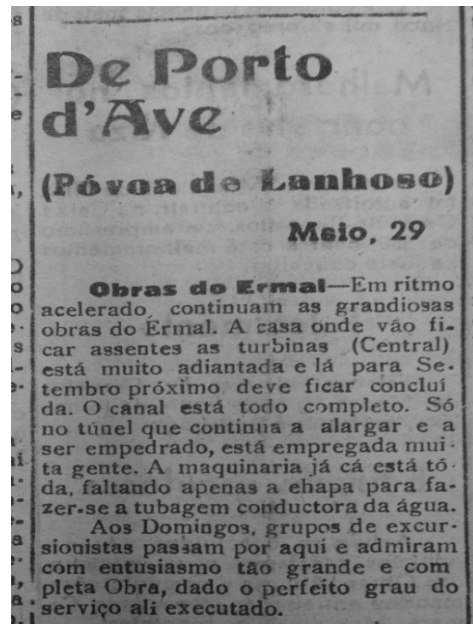 De Porto
d'Ave
(Póvoa de Lanhoso)
Maio, 29
Obras do Ermal—Em ritmo
acelerado, continuam as grandiosas
obras do Ermal. A casa onde vão fi-
car assentes as turbinas (Central)
está muito adiantada e lá para Se-
tembro próximo deve ficar concluí
da. O canal está todo completo. Só
no túnel que continua a alargar e a
ser empedrado, está empregada mui
ta gente. A maquinaria já cá está tô
da, faltando apenas a ehapa para fa-
zer-se a tubagem conductora da água.
Aos Domingos, grupos de excur-
sionistas passam por aqui e admiram
com entusiasmo tão grande e com
pleta Obra, dado o perfeito grau do
serviço ali executado.